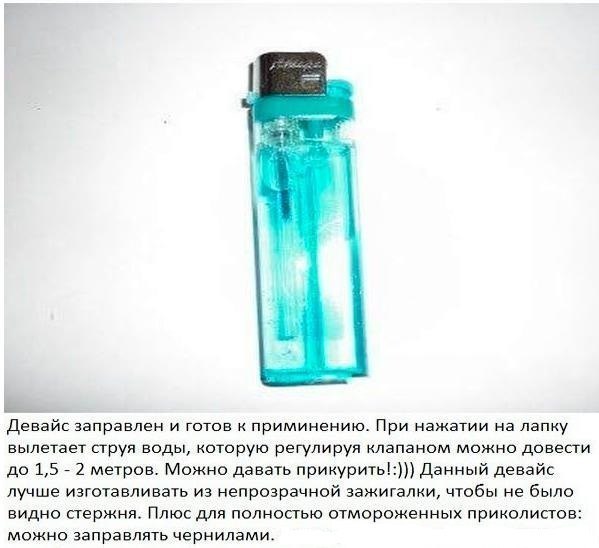 Девайс заправлен и готов к приминению. При нажатии на лапку
вылетает струя воды, которую регулируя клапаном можно довести
до 1,5 - 2 метров. Можно давать прикурить!:))) Данный девайс
лучше изготавливать из непрозрачной зажигалки, чтобы не было
видно стержня. Плюс для полностью отмороженных приколистов:
можно заправлять чернилами.